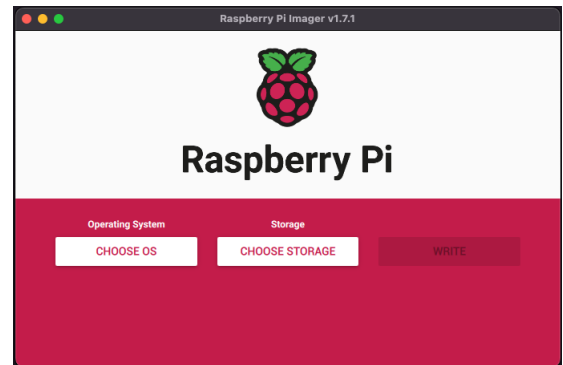 Raspberry Pi Imager v1.7.1
Raspberry Pi
Operating System
Storage
CHOOSE OS
CHOOSE STORAGE
WRITE